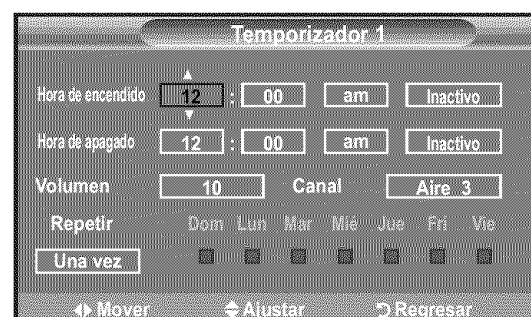 Temporizador 1
Hora de encendido 12 : 00 am Inactivo
Hora de apagado 12 : 00 am Inactivo
Volumen 10 Canal Aire 3
Repetir Dom Lun Mar Mié Jue Fri Vie
Una vez
Mover Ajustar Regresar